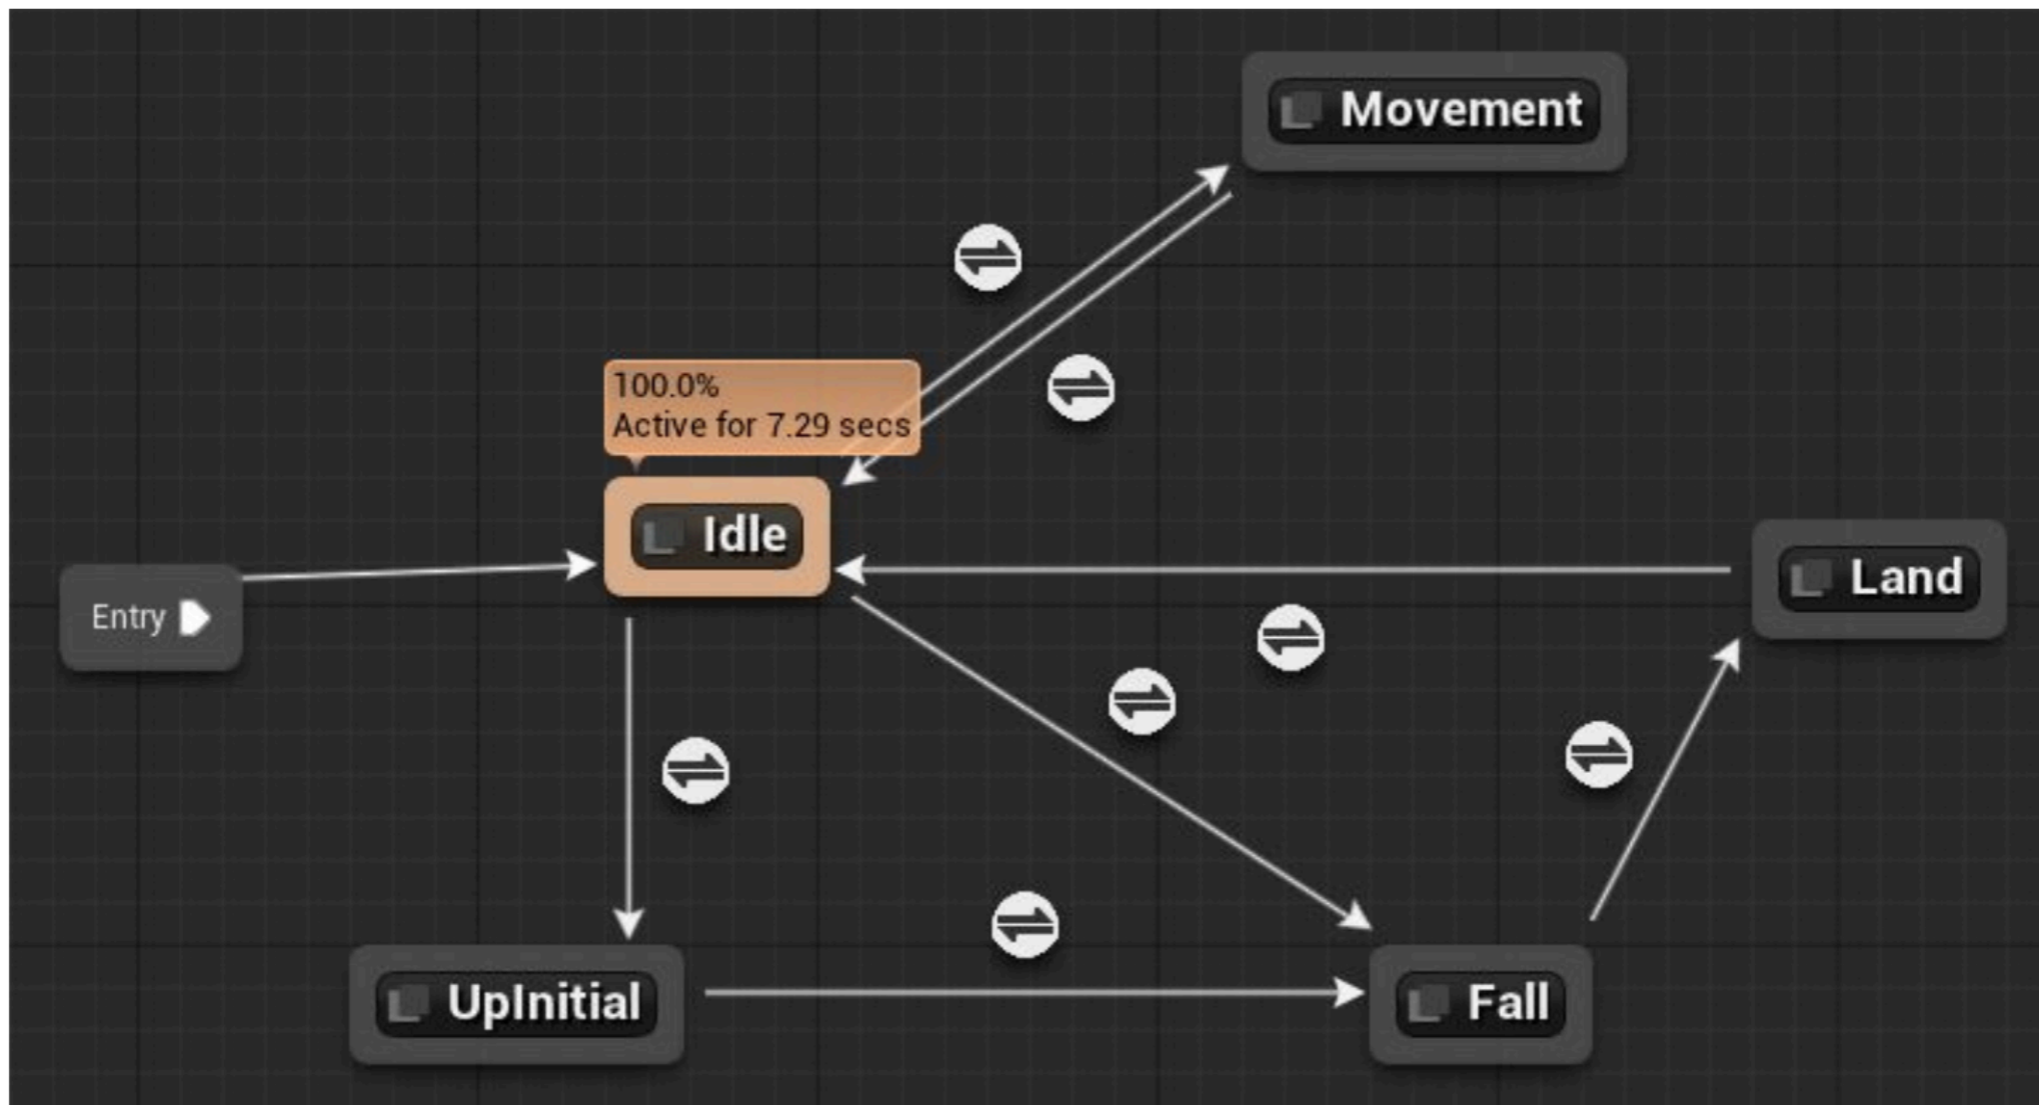 Movement
100.0%
Active for 7.29 secs
Idle
Land
Entry
UpInitial
Fall